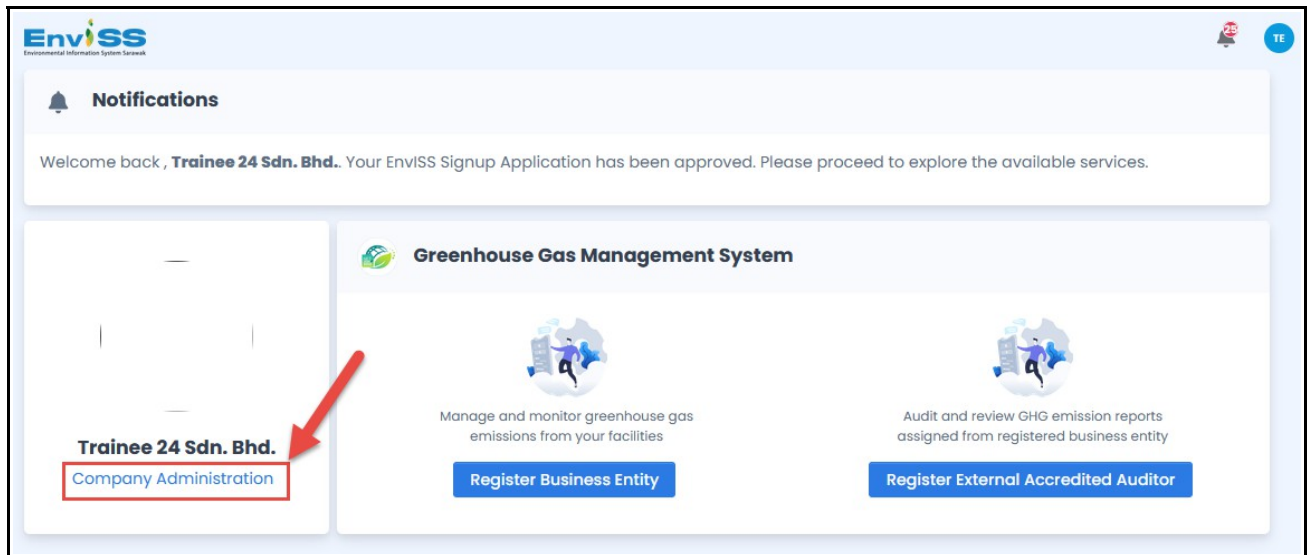 EnvISS
Environmental Information System Sarawak
25
TE
Notifications
Welcome back , Trainee 24 Sdn. Bhd.. Your EnvISS Signup Application has been approved. Please proceed to explore the available services.
Trainee 24 Sdn. Bhd.
Company Administration
Greenhouse Gas Management System
Manage and monitor greenhouse gas
emissions from your facilities
Register Business Entity
Audit and review GHG emission reports
assigned from registered business entity
Register External Accredited Auditor